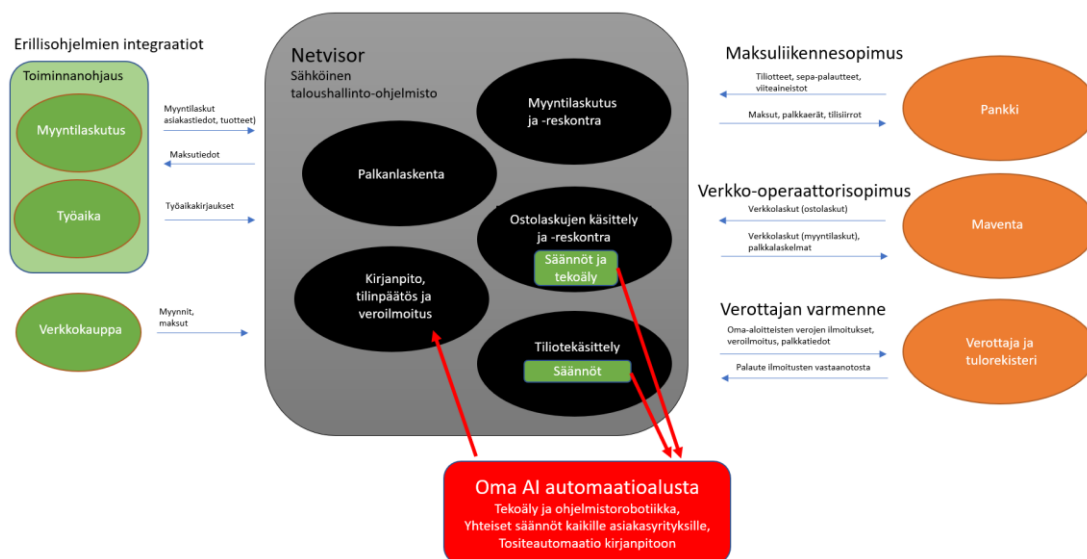 Erillisohjelmien integraatiot
Toiminnanohjaus
Myyntilaskutus
Työaika
Verkkokauppa
Myyntilaskut
asiakastiedot, tuotteet)
Maksutiedot
Työaikakirjaukset
Myynnit,
maksut
Netvisor
Sähköinen
taloushallinto-ohjelmisto
Myyntilaskutus
ja -reskontra
Palkanlaskenta
Ostolaskujen käsittely
ja -reskontra
Säännöt ja
tekoäly
Kirjanpito,
tilinpäätös ja
veroilmoitus
Tiliotekäsittely
Säännöt
Maksuliikennesopimus
Tiliotteet, sepa-palautteet,
viiteaineistot
Maksut, palkkaerät, tilisiirrot
Pankki
Verkko-operaattorisopimus
Verkkolaskut (ostolaskut)
Verkkolaskut (myyntilaskut),
palkkalaskelmat
Maventa
Verottajan varmenne
Oma-aloitteisten verojen ilmoitukset,
veroilmoitus, palkkatiedot
Palaute ilmoitusten vastaanotosta
Verottaja ja
tulorekisteri
Oma AI automaatioalusta
Tekoäly ja ohjelmistorobotiikka,
Yhteiset säännöt kaikille asiakasyrityksille,
Tositeautomaatio kirjanpitoon